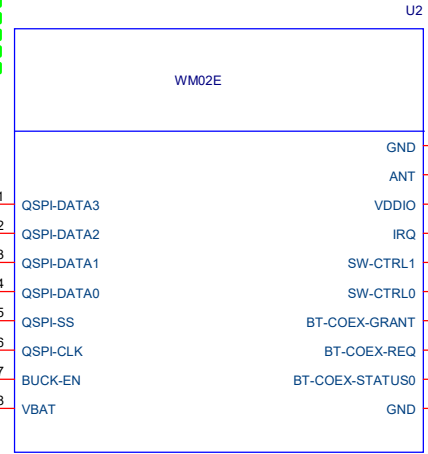 U2
WM02E
GND
ANT
1 QSPI-DATA3 VDDIO
2 QSPI-DATA2 IRQ
3 QSPI-DATA1 SW-CTRL1
4 QSPI-DATA0 SW-CTRL0
5 QSPI-SS BT-COEX-GRANT
6 QSPI-CLK BT-COEX-REQ
7 BUCK-EN BT-COEX-STATUS0
8 VBAT GND